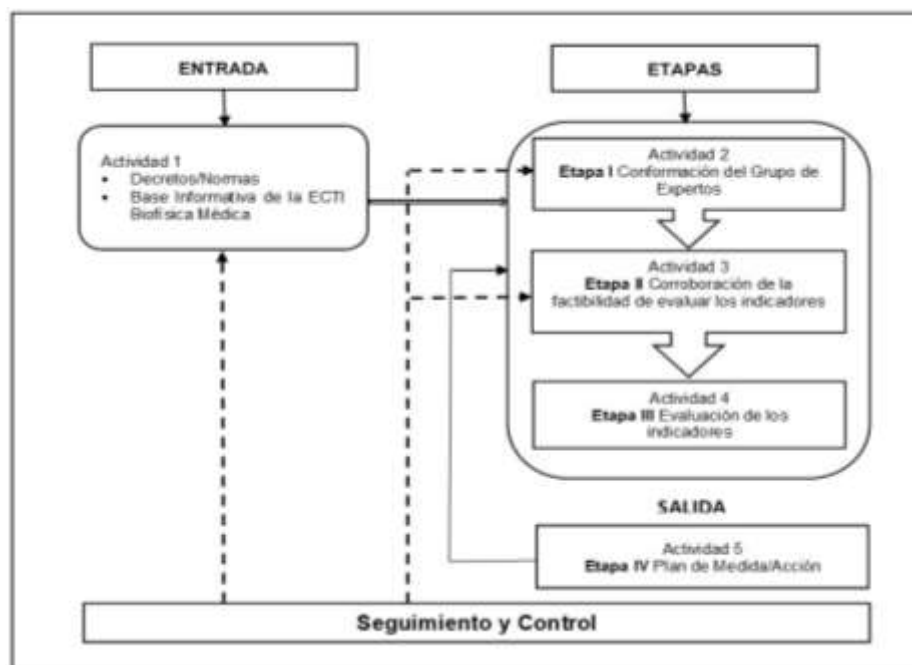 ENTRADA
Actividad 1
• Decretos/Normas
• Base Informativa de la ECTI
Biofísica Médica
ETAPAS
Actividad 2
Etapa I Conformación del Grupo de
Expertos
Actividad 3
Etapa II Corroboración de la
factibilidad de evaluar los indicadores
Actividad 4
Etapa III Evaluación de los
indicadores
SALIDA
Actividad 5
Etapa IV Plan de Medida/Acción
Seguimiento y Control